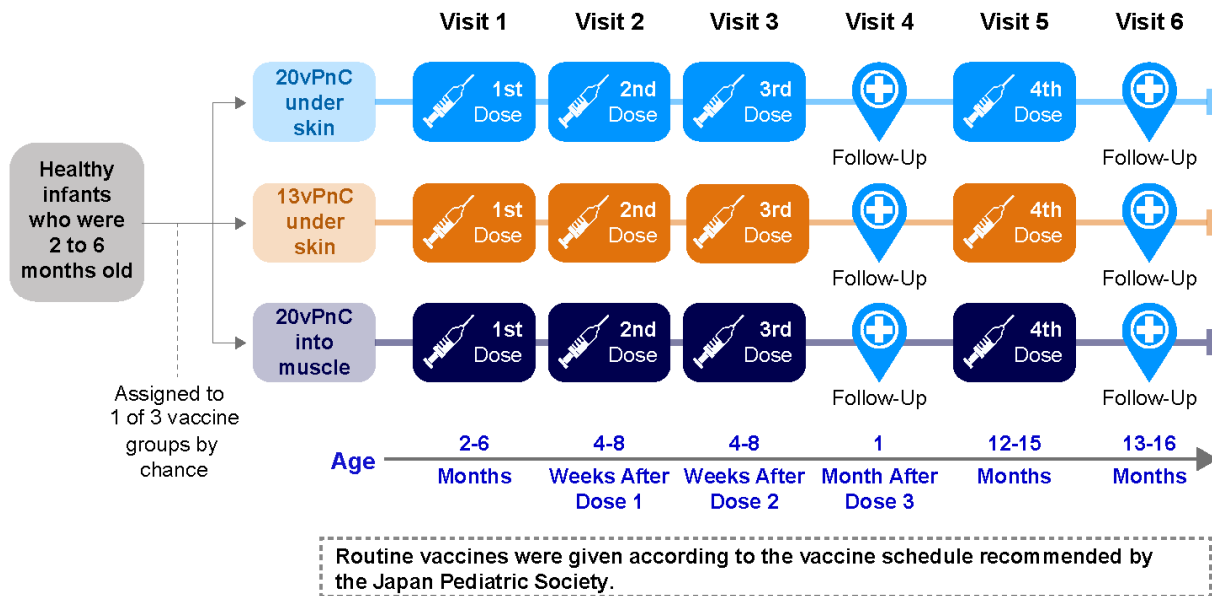 Visit 1
Visit 2
Visit 3
Visit 4
Visit 5
Visit 6
20vPnC
under
skin
1st
Dose
2nd
Dose
3rd
Dose
Follow-Up
4th
Dose
Follow-Up
Healthy
infants
who were
2 to 6
months old
13vPnC
under
skin
1st
Dose
2nd
Dose
3rd
Dose
Follow-Up
4th
Dose
Follow-Up
20vPnC
into
muscle
1st
Dose
2nd
Dose
3rd
Dose
Follow-Up
4th
Dose
Follow-Up
Assigned to
1 of 3 vaccine
groups by
chance
Age
2-6
Months
4-8
Weeks After
Dose 1
4-8
Weeks After
Dose 2
1
Month After
Dose 3
12-15
Months
13-16
Months
Routine vaccines were given according to the vaccine schedule recommended by
the Japan Pediatric Society.